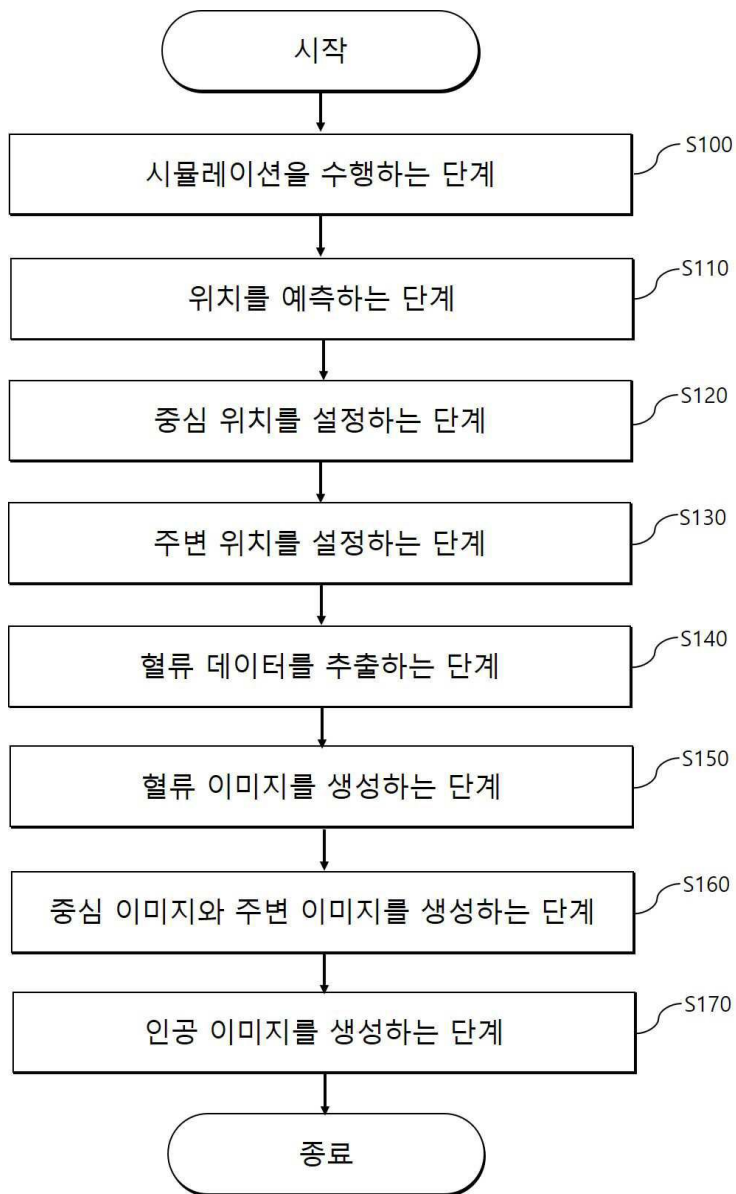 시작
시뮬레이션을 수행하는 단계
S100
위치를 예측하는 단계
S110
중심 위치를 설정하는 단계
S120
주변 위치를 설정하는 단계
S130
혈류 데이터를 추출하는 단계
S140
혈류 이미지를 생성하는 단계
S150
중심 이미지와 주변 이미지를 생성하는 단계
S160
인공 이미지를 생성하는 단계
S170
종료